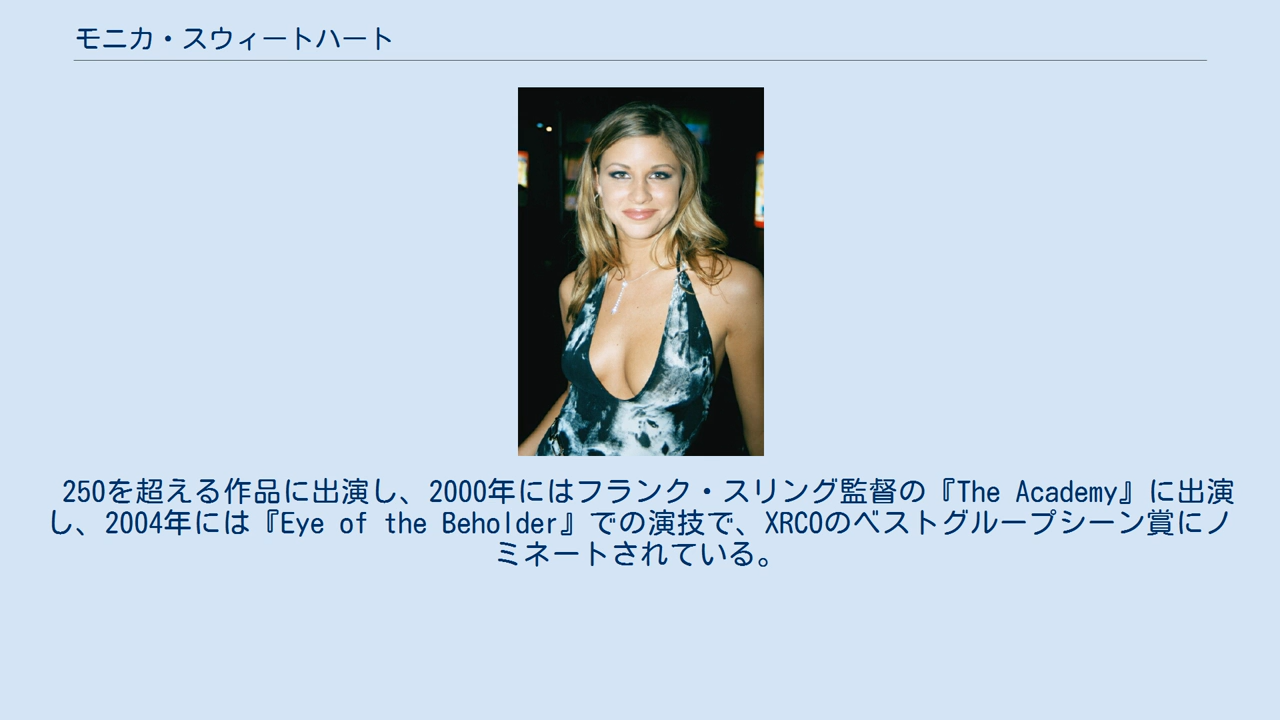 モニカ・スウィートハート
250を超える作品に出演し、2000年にはフランク・スリング監督の『The Academy』に出演
し、2004年には『Eye of the Beholder』での演技で、XRCOのベストグループシーン賞にノ
ミネートされている。